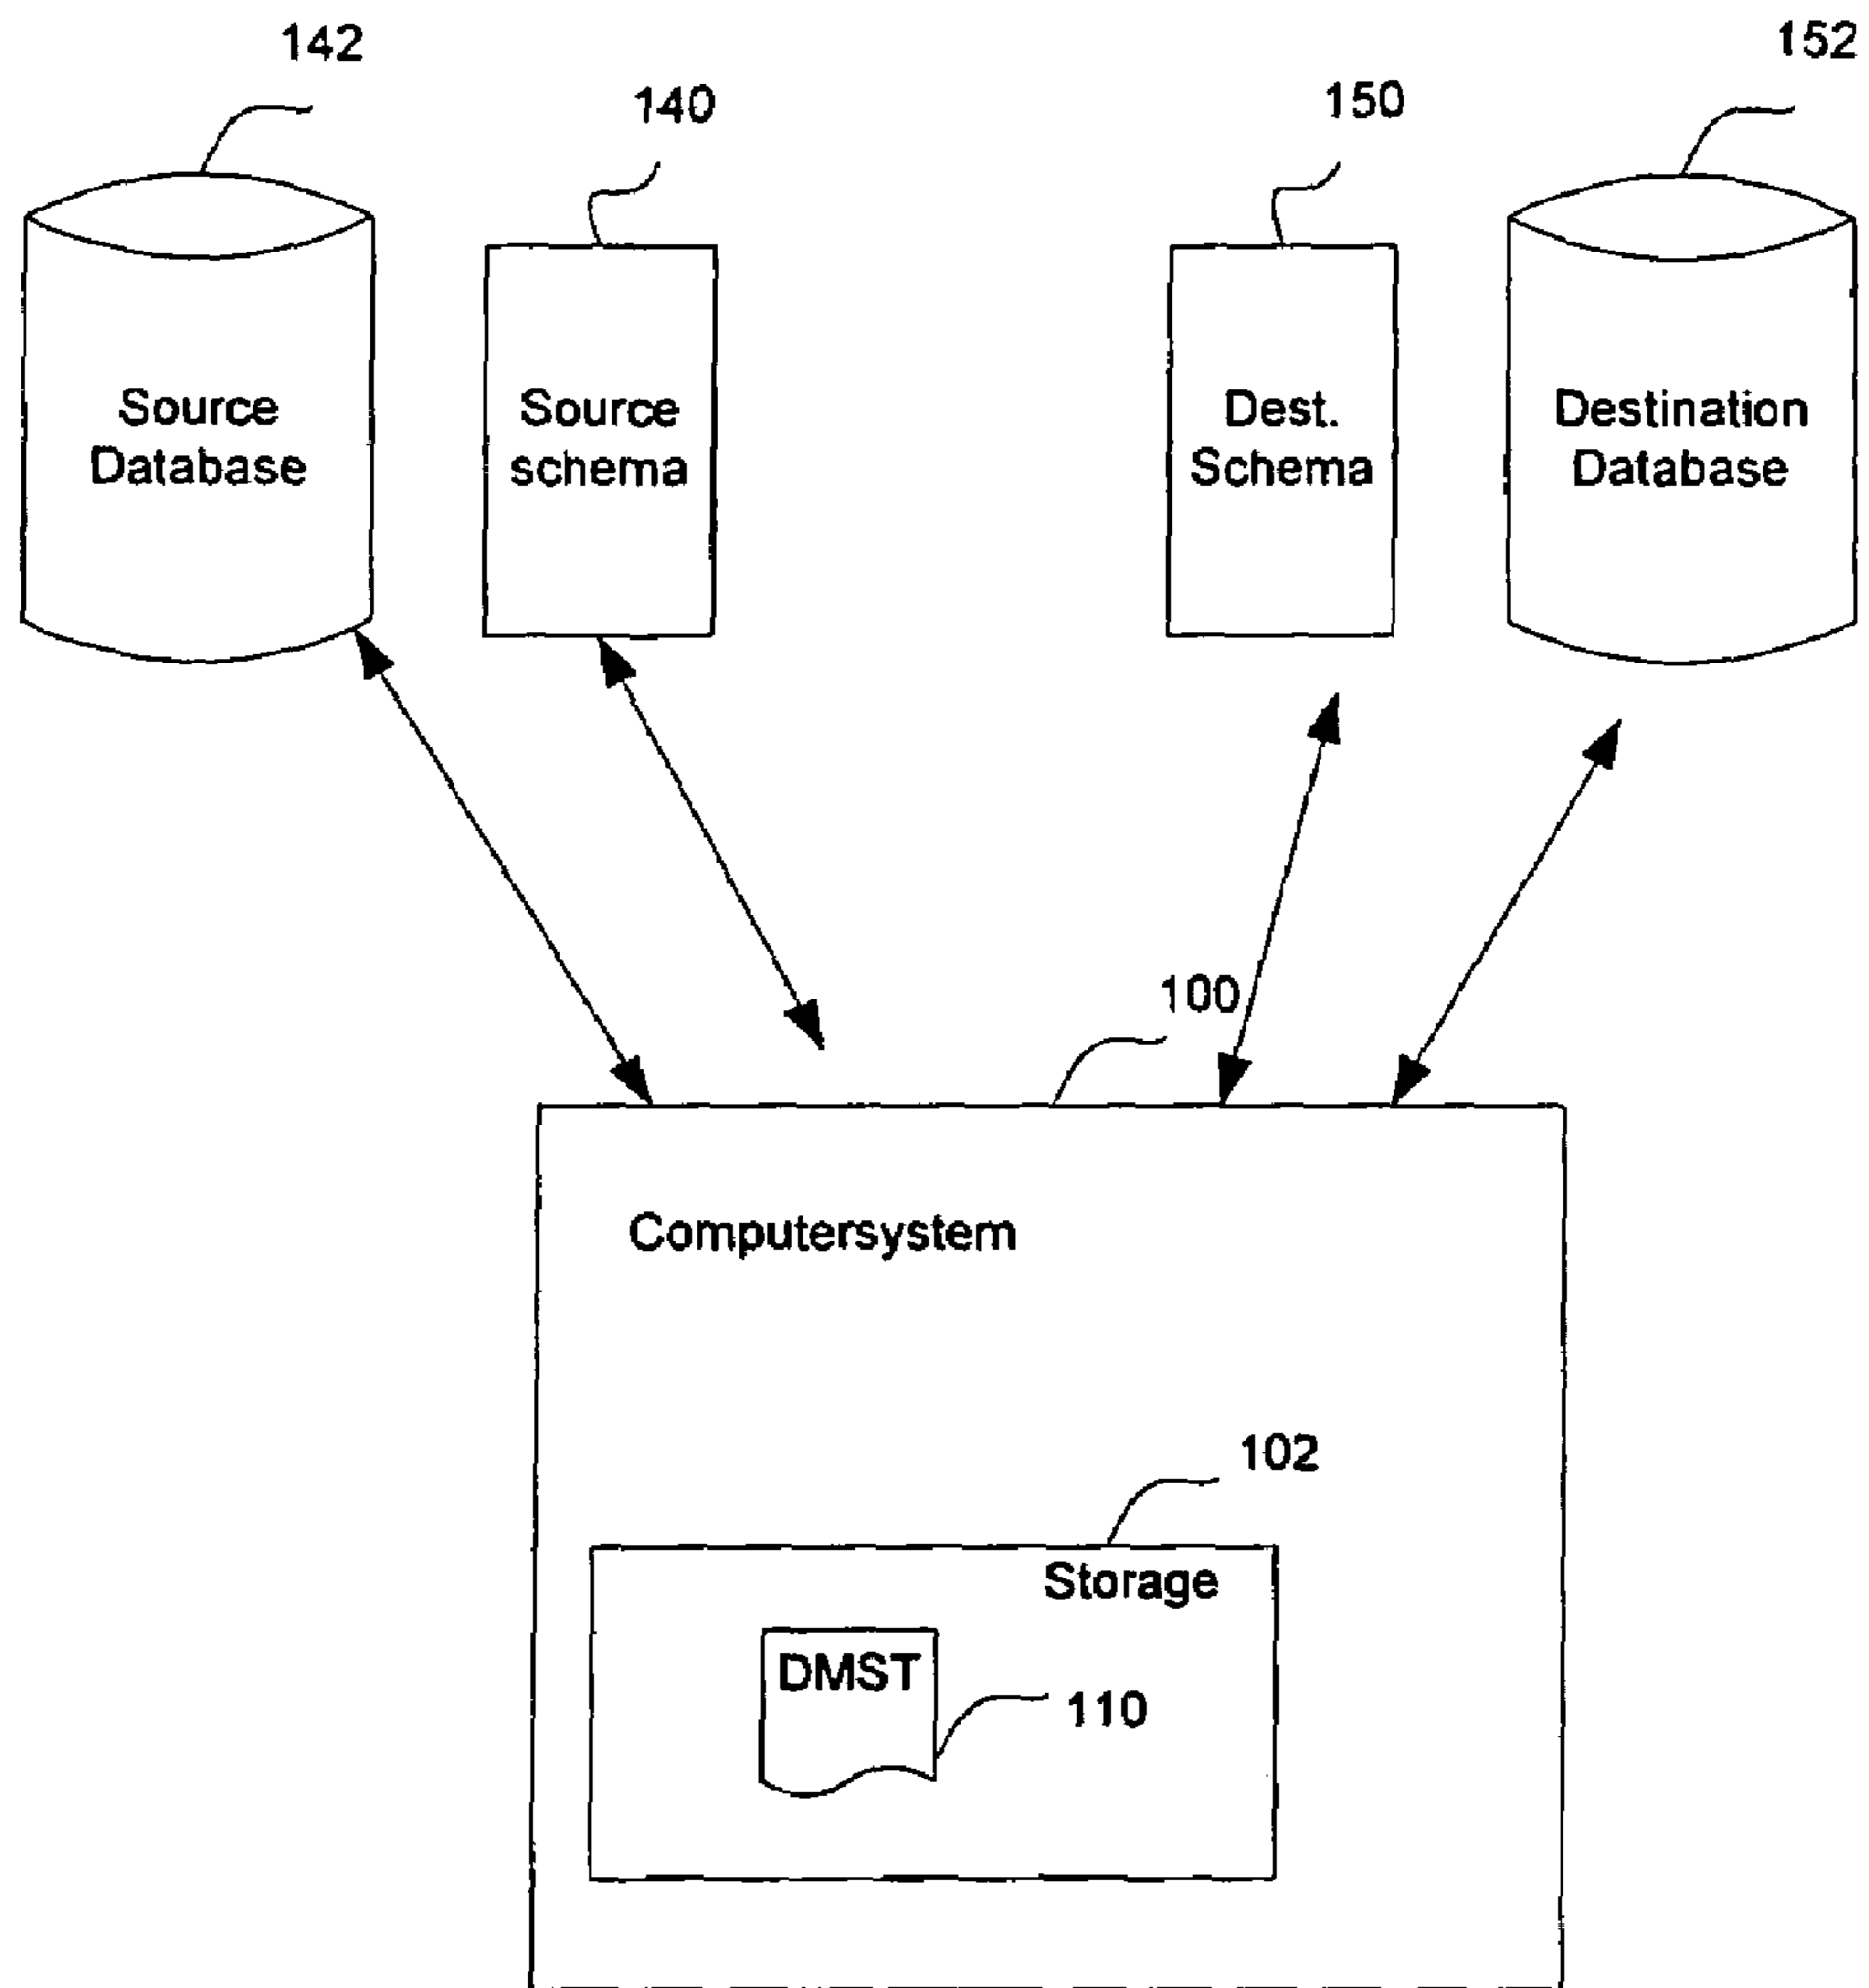 142
152
140
150
Source
Database
Source
schema
Dest.
Schema
Destination
Database
100
Computersystem
102
Storage
DMST
110